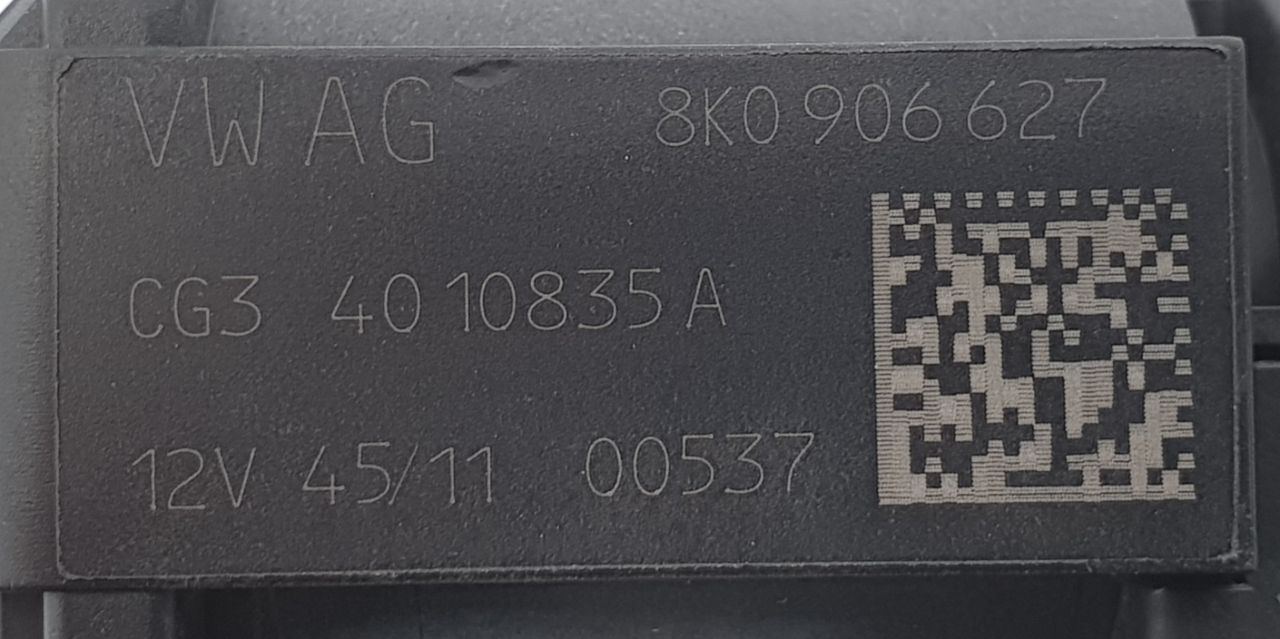 VW AG 8K0 906 627
CG3 40 10835 A
12V 45/11 00537